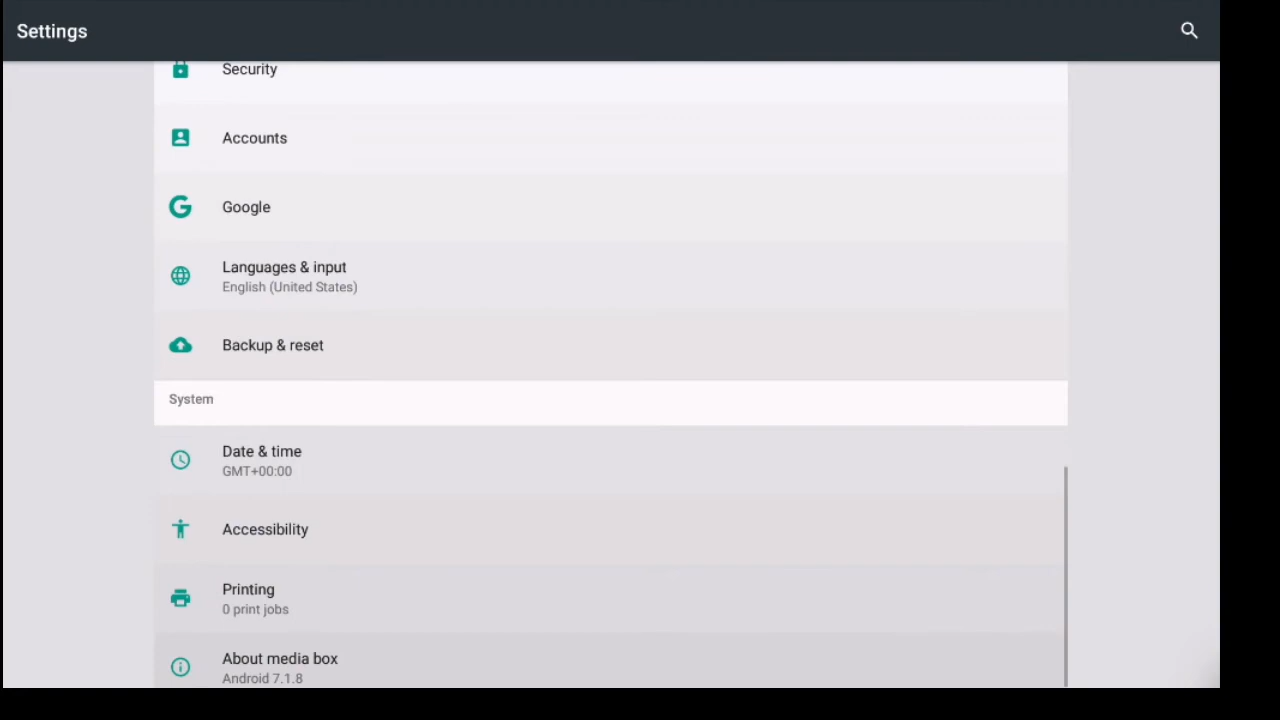 Settings
Security
Accounts
Google
Languages & input
English (United States)
Backup & reset
System
Date & time
GMT+00:00
Accessibility
Printing
0 print jobs
About media box
Android 7.1.8